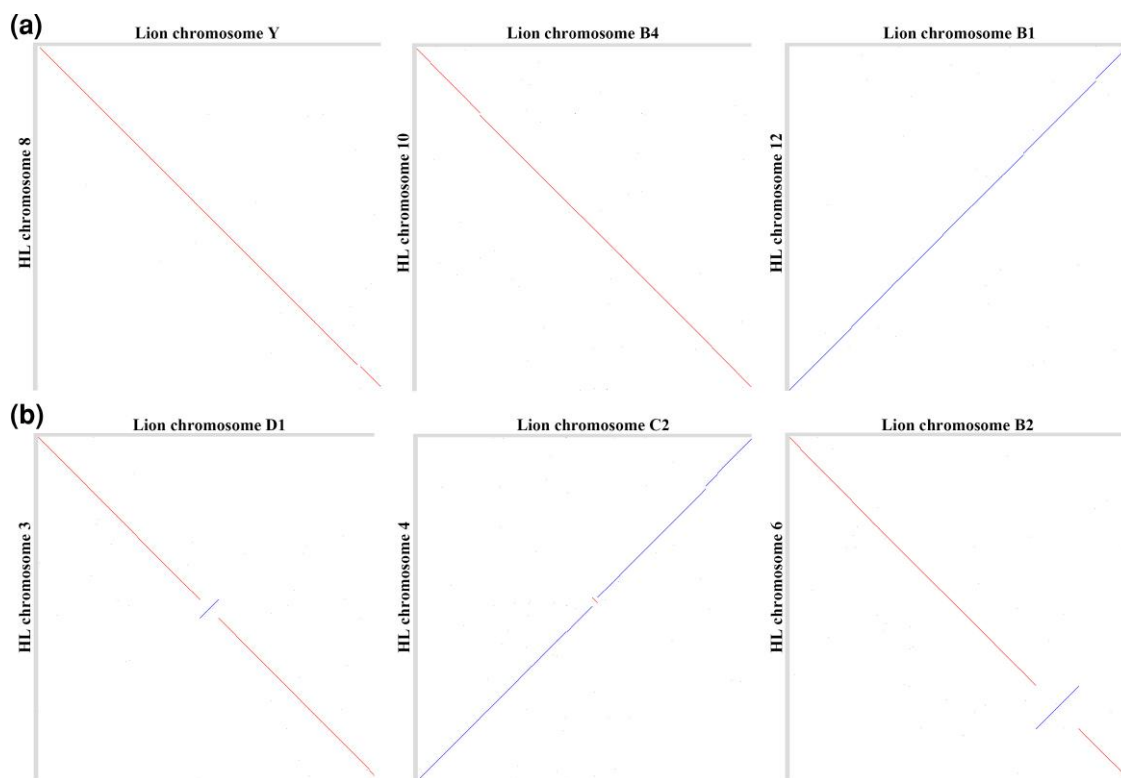 (a)
Lion chromosome Y
Lion chromosome B4
Lion chromosome B1
HL chromosome 8
HL chromosome 10
HL chromosome 12
(b)
Lion chromosome D1
Lion chromosome C2
Lion chromosome B2
HL chromosome 3
HL chromosome 4
HL chromosome 6